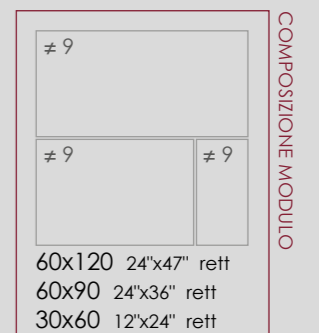 ≠ 9
≠ 9 ≠ 9
60x120 24"x47" rett
60x90 24"x36" rett
30x60 12"x24" rett
COMPOSIZIONE MODULO